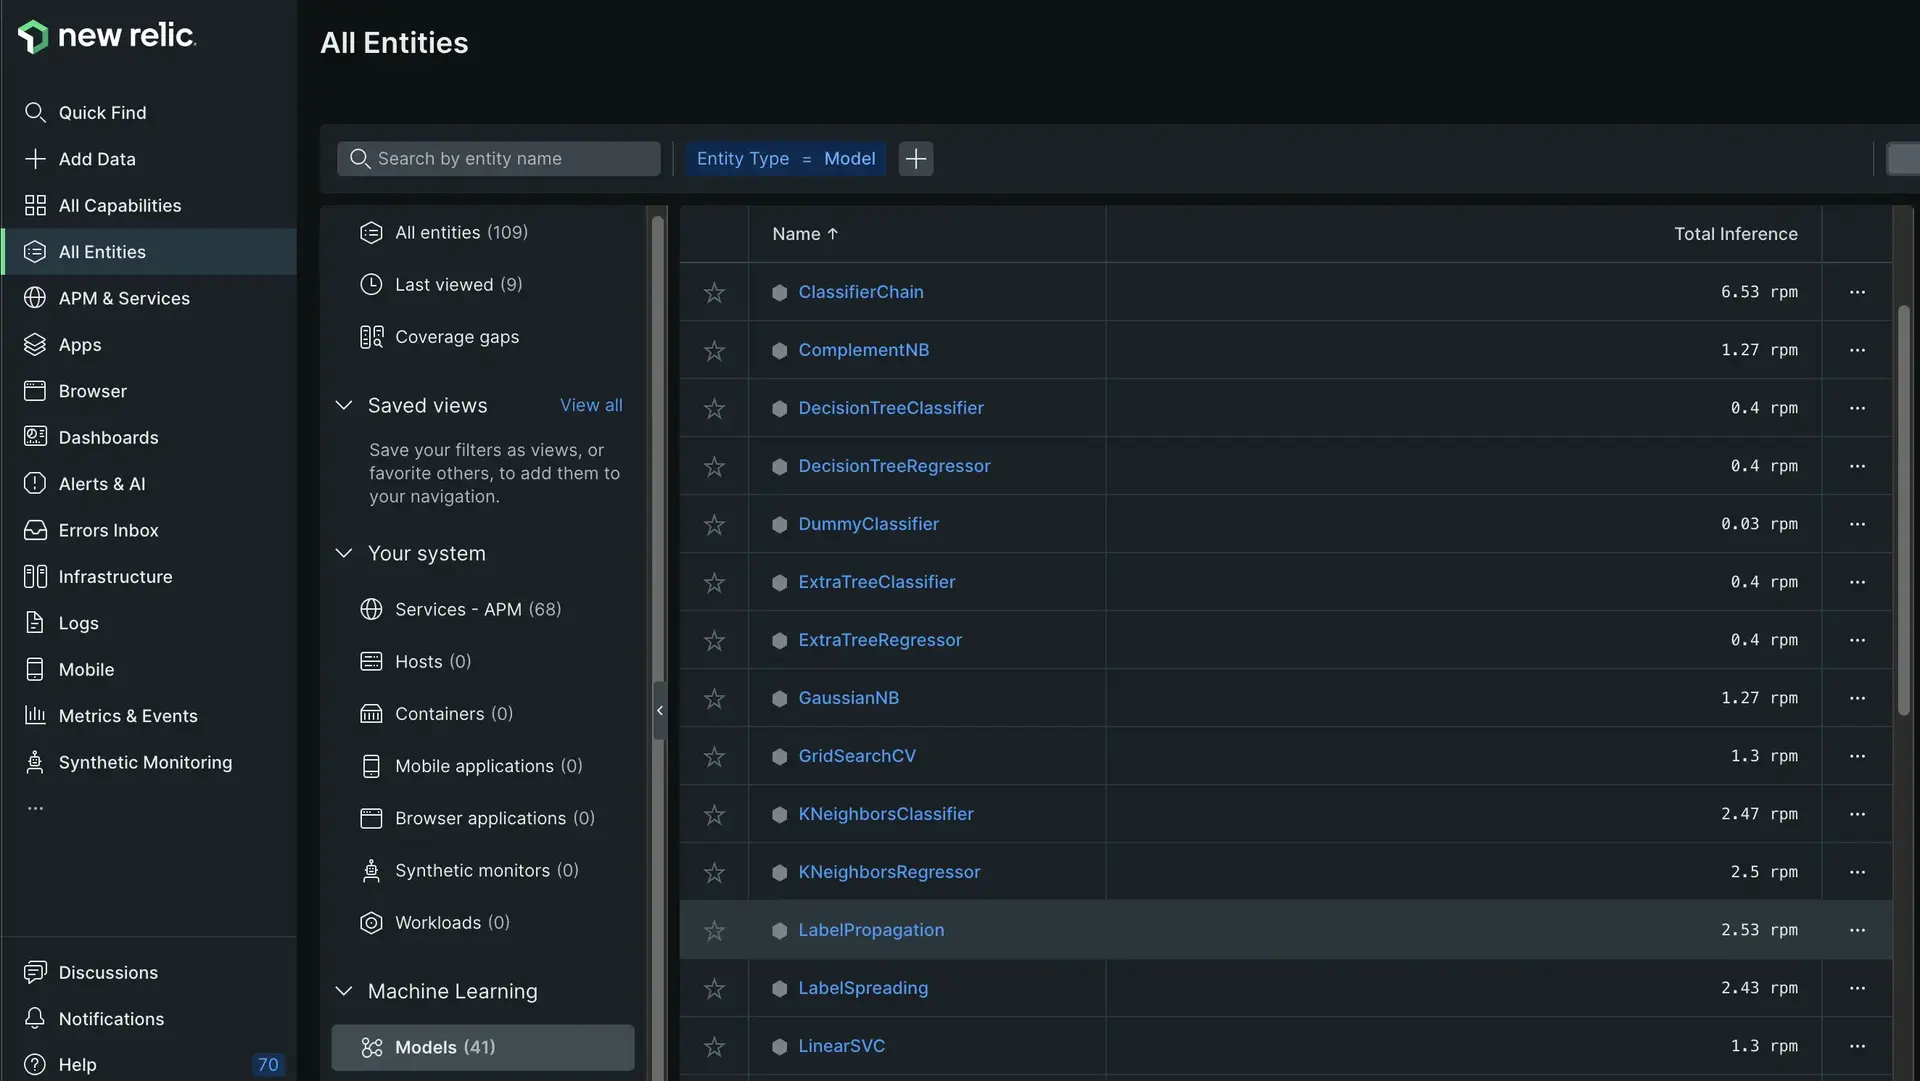 new relic.
Quick Find
Add Data
All Capabilities
All Entities
APM & Services
Apps
Browser
Dashboards
Alerts & AI
Errors Inbox
Infrastructure
Logs
Mobile
Metrics & Events
Synthetic Monitoring
...
Discussions
Notifications
Help 70
All Entities
Search by entity name
Entity Type = Model
All entities (109)
Last viewed (9)
Coverage gaps
Saved views View all
Save your filters as views, or
favorite others, to add them to
your navigation.
Your system
Services - APM (68)
Hosts (0)
Containers (0)
Mobile applications (0)
Browser applications (0)
Synthetic monitors (0)
Workloads (0)
Machine Learning
Models (41)
Name ↑ Total Inference
ClassifierChain 6.53 rpm ...
ComplementNB 1.27 rpm ...
DecisionTreeClassifier 0.4 rpm ...
DecisionTreeRegressor 0.4 rpm ...
DummyClassifier 0.03 rpm ...
ExtraTreeClassifier 0.4 rpm ...
ExtraTreeRegressor 0.4 rpm ...
GaussianNB 1.27 rpm ...
GridSearchCV 1.3 rpm ...
KNeighborsClassifier 2.47 rpm ...
KNeighborsRegressor 2.5 rpm ...
LabelPropagation 2.53 rpm ...
LabelSpreading 2.43 rpm ...
LinearSVC 1.3 rpm ...